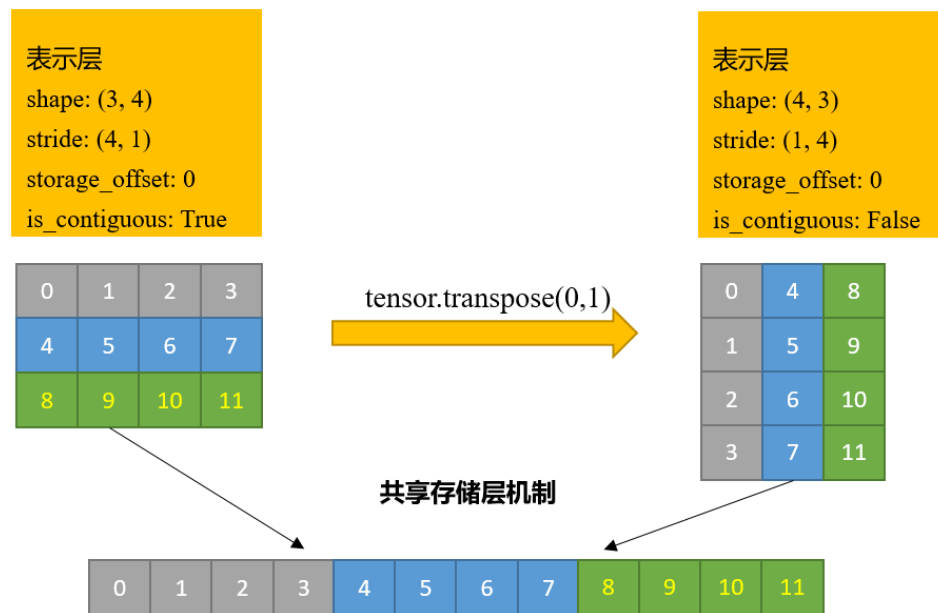 表示层
shape: (3, 4)
stride: (4, 1)
storage_offset: 0
is_contiguous: True
表示层
shape: (4, 3)
stride: (1, 4)
storage_offset: 0
is_contiguous: False
0 1 2 3
4 5 6 7
8 9 10 11
tensor.transpose(0,1)
0 4 8
1 5 9
2 6 10
3 7 11
共享存储层机制
0 1 2 3 4 5 6 7 8 9 10 11